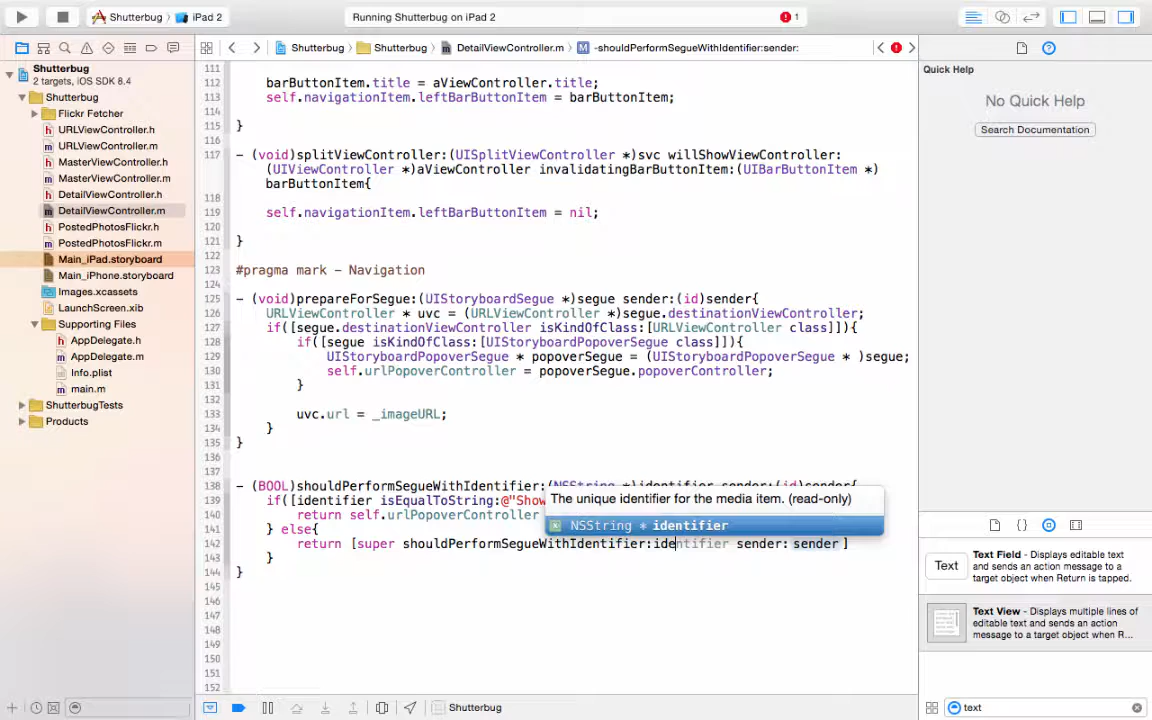 Shutterbug
iPad 2
Running Shutterbug on iPad 2
1
Shutterbug
Shutterbug
DetailViewController.m
M
-shouldPerformSegueWithIdentifier:sender:
Shutterbug
2 targets, iOS SDK 8.4
Shutterbug
Flickr Fetcher
h URLViewController.h
m URLViewController.m
h MasterViewController.h
m MasterViewController.m
h DetailViewController.h
m DetailViewController.m
h PostedPhotosFlickr.h
m PostedPhotosFlickr.m
Main_iPad.storyboard
Main_iPhone.storyboard
Images.xcassets
LaunchScreen.xib
Supporting Files
h AppDelegate.h
m AppDelegate.m
Info.plist
m main.m
ShutterbugTests
Products
111
112 barButtonItem.title = aViewController.title;
113 self.navigationItem.leftBarButtonItem = barButtonItem;
114
115 }
116
117 - (void)splitViewController:(UISplitViewController *)svc willShowViewController:
(UIViewController *)aViewController invalidatingBarButtonItem:(UIBarButtonItem *)
barButtonItem{
118
119 self.navigationItem.leftBarButtonItem = nil;
120
121 }
122
123 #pragma mark - Navigation
124
125 - (void)prepareForSegue:(UIStoryboardSegue *)segue sender:(id)sender{
126 URLViewController * uvc = (URLViewController *)segue.destinationViewController;
127 if([segue.destinationViewController isKindOfClass:[URLViewController class]]){
128 if([segue isKindOfClass:[UIStoryboardPopoverSegue class]]){
129 UIStoryboardPopoverSegue * popoverSegue = (UIStoryboardPopoverSegue * )segue;
130 self.urlPopoverController = popoverSegue.popoverController;
131 }
132
133 uvc.url = _imageURL;
134 }
135 }
136
137
138 - (BOOL)shouldPerformSegueWithIdentifier:(NSString *)identifier sender:(id)sender{
139 if([identifier isEqualToString:@"Show
140 return self.urlPopoverController
141 } else{
142 return [super shouldPerformSegueWithIdentifier:identifier sender:sender]
143 }
144 }
145
146
147
148
149
150
151
152
The unique identifier for the media item. (read-only)
NSString * identifier
Quick Help
No Quick Help
Search Documentation
{ }
Text
Text Field - Displays editable text
and sends an action message to a
target object when Return is tapped.
Text View - Displays multiple lines of
editable text and sends an action
message to a target object when R...
Shutterbug
text